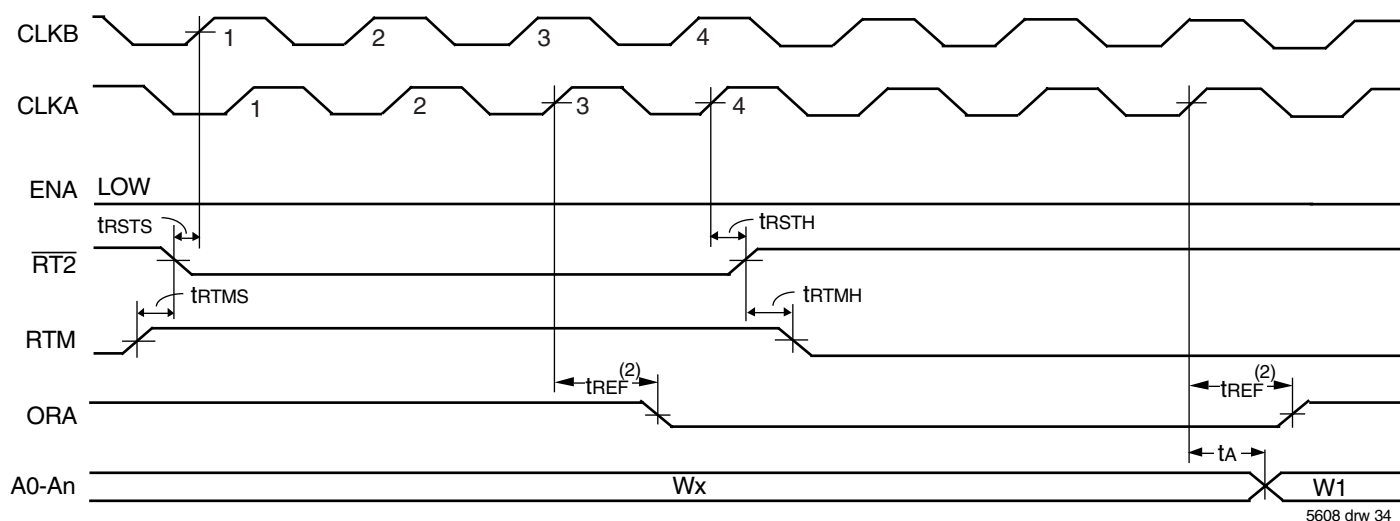 CLKB 1 2 3 4
CLKA 1 2 3 4
ENA LOW
tRSTS tRSTH
RT2
tRTMS tRTMH
RTM
tREF(2) tREF(2)
ORA
tA
A0-An Wx W1
5608 drw 34